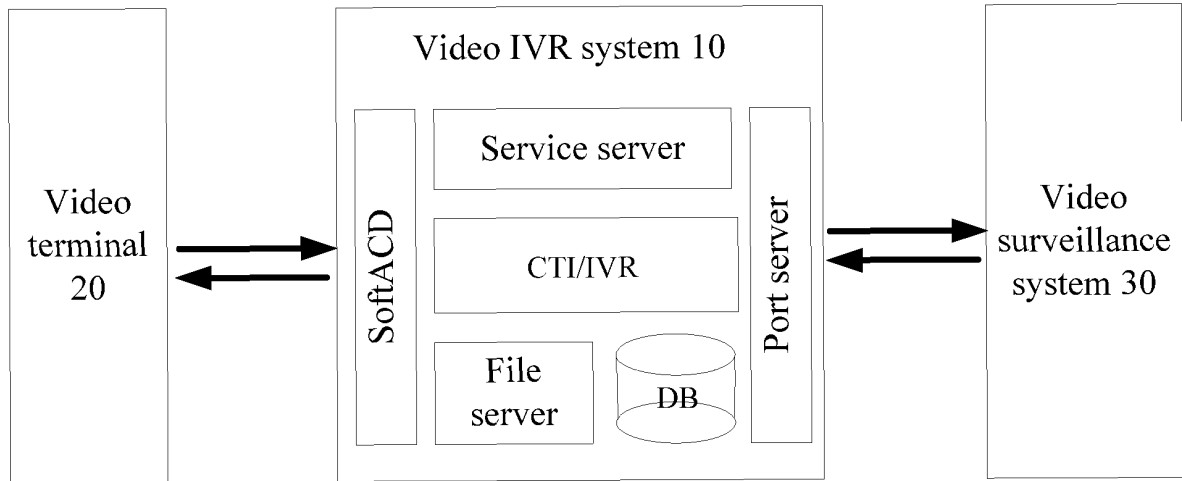 Video IVR system 10
Video
terminal
20
SoftACD
Service server
CTI/IVR
File
server
DB
Port server
Video
surveillance
system 30